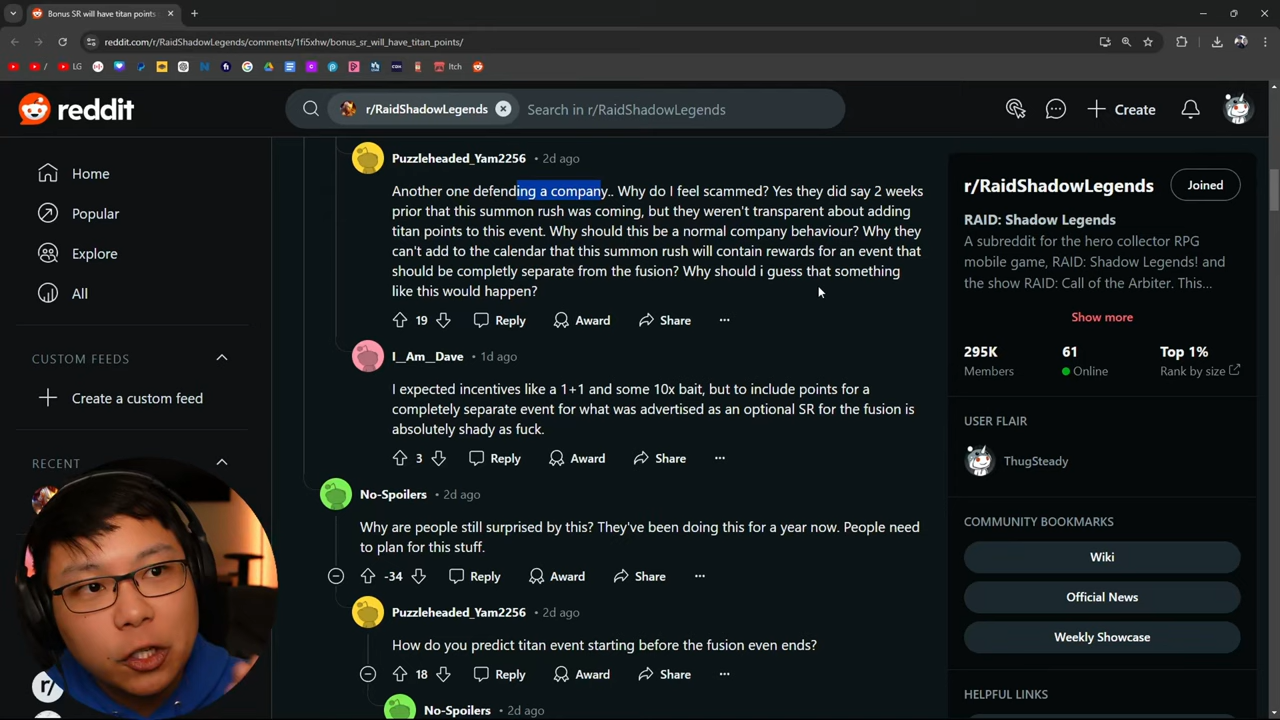 Bonus SR will have titan points
reddit.com/r/RaidShadowLegends/comments/1fi5xhw/bonus_sr_will_have_titan_points/
/ LG Itch
reddit r/RaidShadowLegends Search in r/RaidShadowLegends Create
Home
Popular
Explore
All
CUSTOM FEEDS
Create a custom feed
RECENT
r/
Puzzleheaded_Yam2256 • 2d ago
Another one defending a company.. Why do I feel scammed? Yes they did say 2 weeks
prior that this summon rush was coming, but they weren't transparent about adding
titan points to this event. Why should this be a normal company behaviour? Why they
can't add to the calendar that this summon rush will contain rewards for an event that
should be completly separate from the fusion? Why should i guess that something
like this would happen?
19 Reply Award Share
I__Am__Dave • 1d ago
I expected incentives like a 1+1 and some 10x bait, but to include points for a
completely separate event for what was advertised as an optional SR for the fusion is
absolutely shady as fuck.
3 Reply Award Share
No-Spoilers • 2d ago
Why are people still surprised by this? They've been doing this for a year now. People need
to plan for this stuff.
-34 Reply Award Share
Puzzleheaded_Yam2256 • 2d ago
How do you predict titan event starting before the fusion even ends?
18 Reply Award Share
No-Spoilers • 2d ago
r/RaidShadowLegends Joined
RAID: Shadow Legends
A subreddit for the hero collector RPG
mobile game, RAID: Shadow Legends! and
the show RAID: Call of the Arbiter. This...
Show more
295K 61 Top 1%
Members Online Rank by size
USER FLAIR
ThugSteady
COMMUNITY BOOKMARKS
Wiki
Official News
Weekly Showcase
HELPFUL LINKS